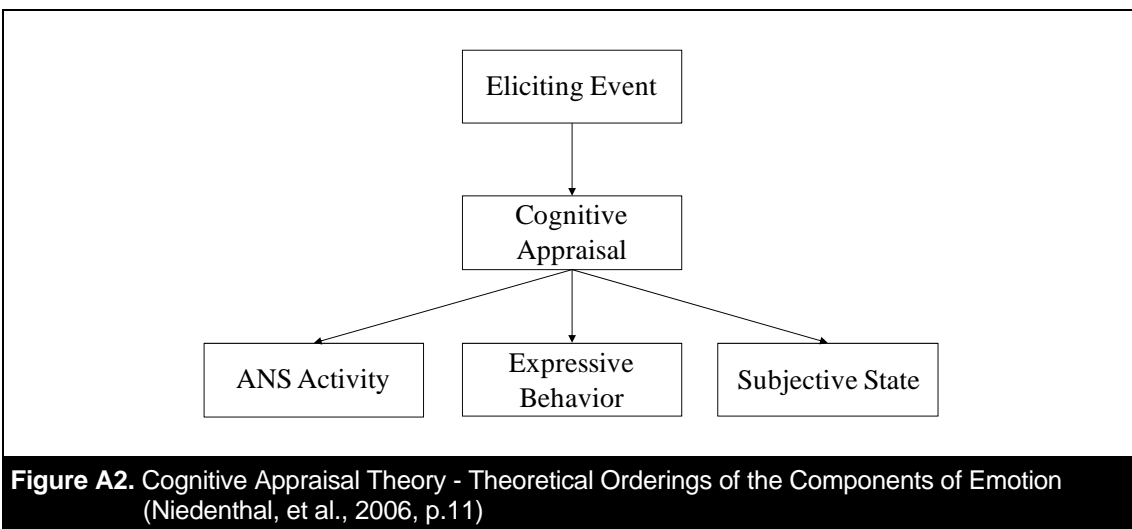 Eliciting Event
Cognitive
Appraisal
ANS Activity
Expressive
Behavior
Subjective State
Figure A2. Cognitive Appraisal Theory - Theoretical Orderings of the Components of Emotion
(Niedenthal, et al., 2006, p.11)